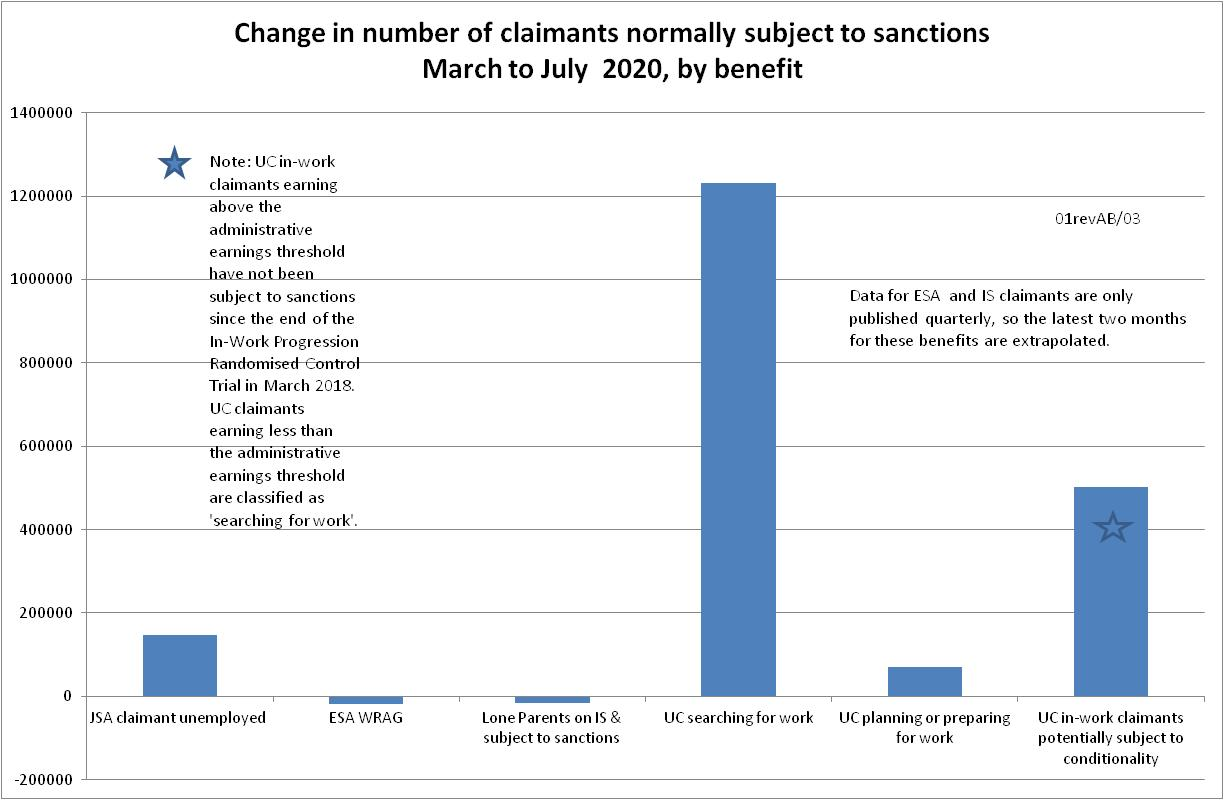 Change in number of claimants normally subject to sanctions
March to July 2020, by benefit
1400000
1200000
1000000
800000
600000
400000
200000
0
-200000
Note: UC in-work
claimants earning
above the
administrative
earnings threshold
have not been
subject to sanctions
since the end of the
In-Work Progression
Randomised Control
Trial in March 2018.
UC claimants
earning less than
the administrative
earnings threshold
are classified as
'searching for work'.
01revAB/03
Data for ESA and IS claimants are only
published quarterly, so the latest two months
for these benefits are extrapolated.
JSA claimant unemployed
ESA WRAG
Lone Parents on IS &
subject to sanctions
UC searching for work
UC planning or preparing
for work
UC in-work claimants
potentially subject to
conditionality